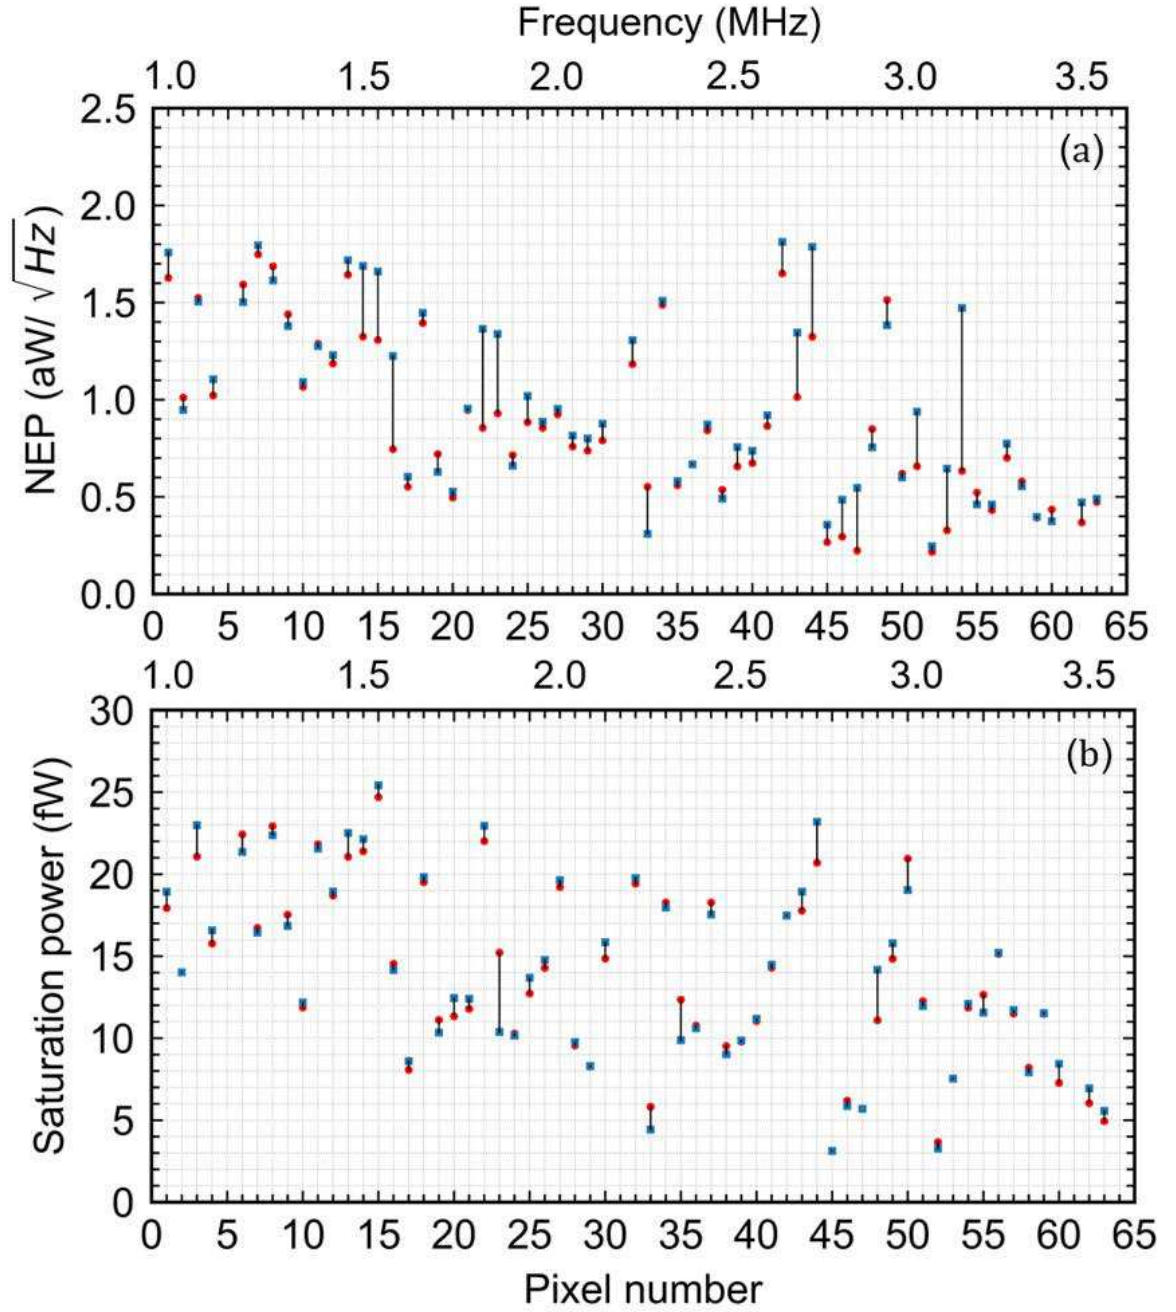 Frequency (MHz)
1.0 1.5 2.0 2.5 3.0 3.5
2.5
(a)
2.0
1.5
1.0
0.5
0.0
NEP (aW/ √Hz)
0 5 10 15 20 25 30 35 40 45 50 55 60 65
1.0 1.5 2.0 2.5 3.0 3.5
30
(b)
25
20
15
10
5
0
Saturation power (fW)
0 5 10 15 20 25 30 35 40 45 50 55 60 65
Pixel number